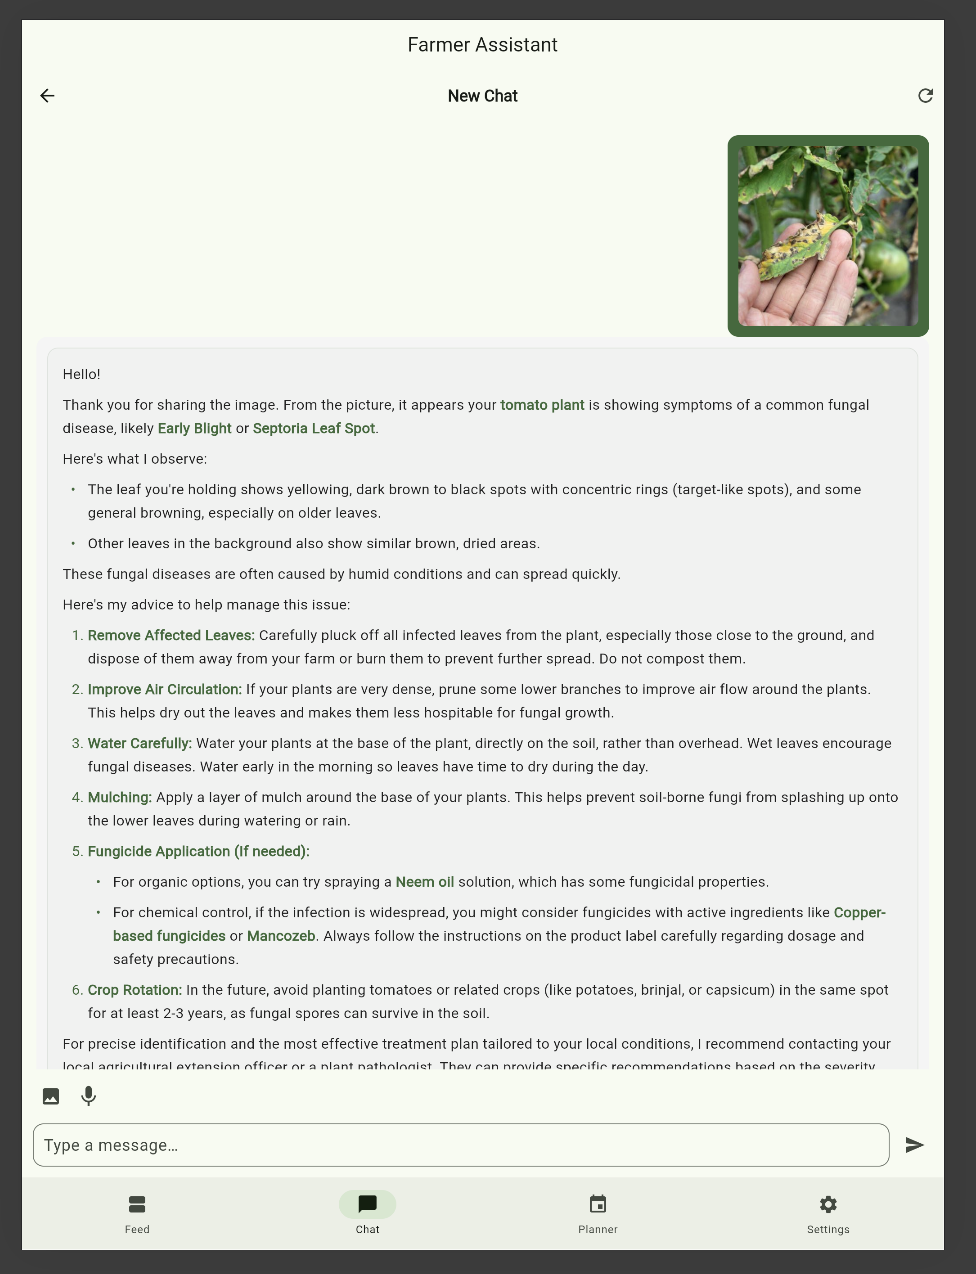 Farmer Assistant
New Chat
Hello!
Thank you for sharing the image. From the picture, it appears your tomato plant is showing symptoms of a common fungal
disease, likely Early Blight or Septoria Leaf Spot.
Here's what I observe:
• The leaf you're holding shows yellowing, dark brown to black spots with concentric rings (target-like spots), and some
general browning, especially on older leaves.
• Other leaves in the background also show similar brown, dried areas.
These fungal diseases are often caused by humid conditions and can spread quickly.
Here's my advice to help manage this issue:
1. Remove Affected Leaves: Carefully pluck off all infected leaves from the plant, especially those close to the ground, and
dispose of them away from your farm or burn them to prevent further spread. Do not compost them.
2. Improve Air Circulation: If your plants are very dense, prune some lower branches to improve air flow around the plants.
This helps dry out the leaves and makes them less hospitable for fungal growth.
3. Water Carefully: Water your plants at the base of the plant, directly on the soil, rather than overhead. Wet leaves encourage
fungal diseases. Water early in the morning so leaves have time to dry during the day.
4. Mulching: Apply a layer of mulch around the base of your plants. This helps prevent soil-borne fungi from splashing up onto
the lower leaves during watering or rain.
5. Fungicide Application (If needed):
• For organic options, you can try spraying a Neem oil solution, which has some fungicidal properties.
• For chemical control, if the infection is widespread, you might consider fungicides with active ingredients like Copper-
based fungicides or Mancozeb. Always follow the instructions on the product label carefully regarding dosage and
safety precautions.
6. Crop Rotation: In the future, avoid planting tomatoes or related crops (like potatoes, brinjal, or capsicum) in the same spot
for at least 2-3 years, as fungal spores can survive in the soil.
For precise identification and the most effective treatment plan tailored to your local conditions, I recommend contacting your
local agricultural extension officer or a plant pathologist. They can provide specific recommendations based on the severity
Type a message...
Feed
Chat
Planner
Settings